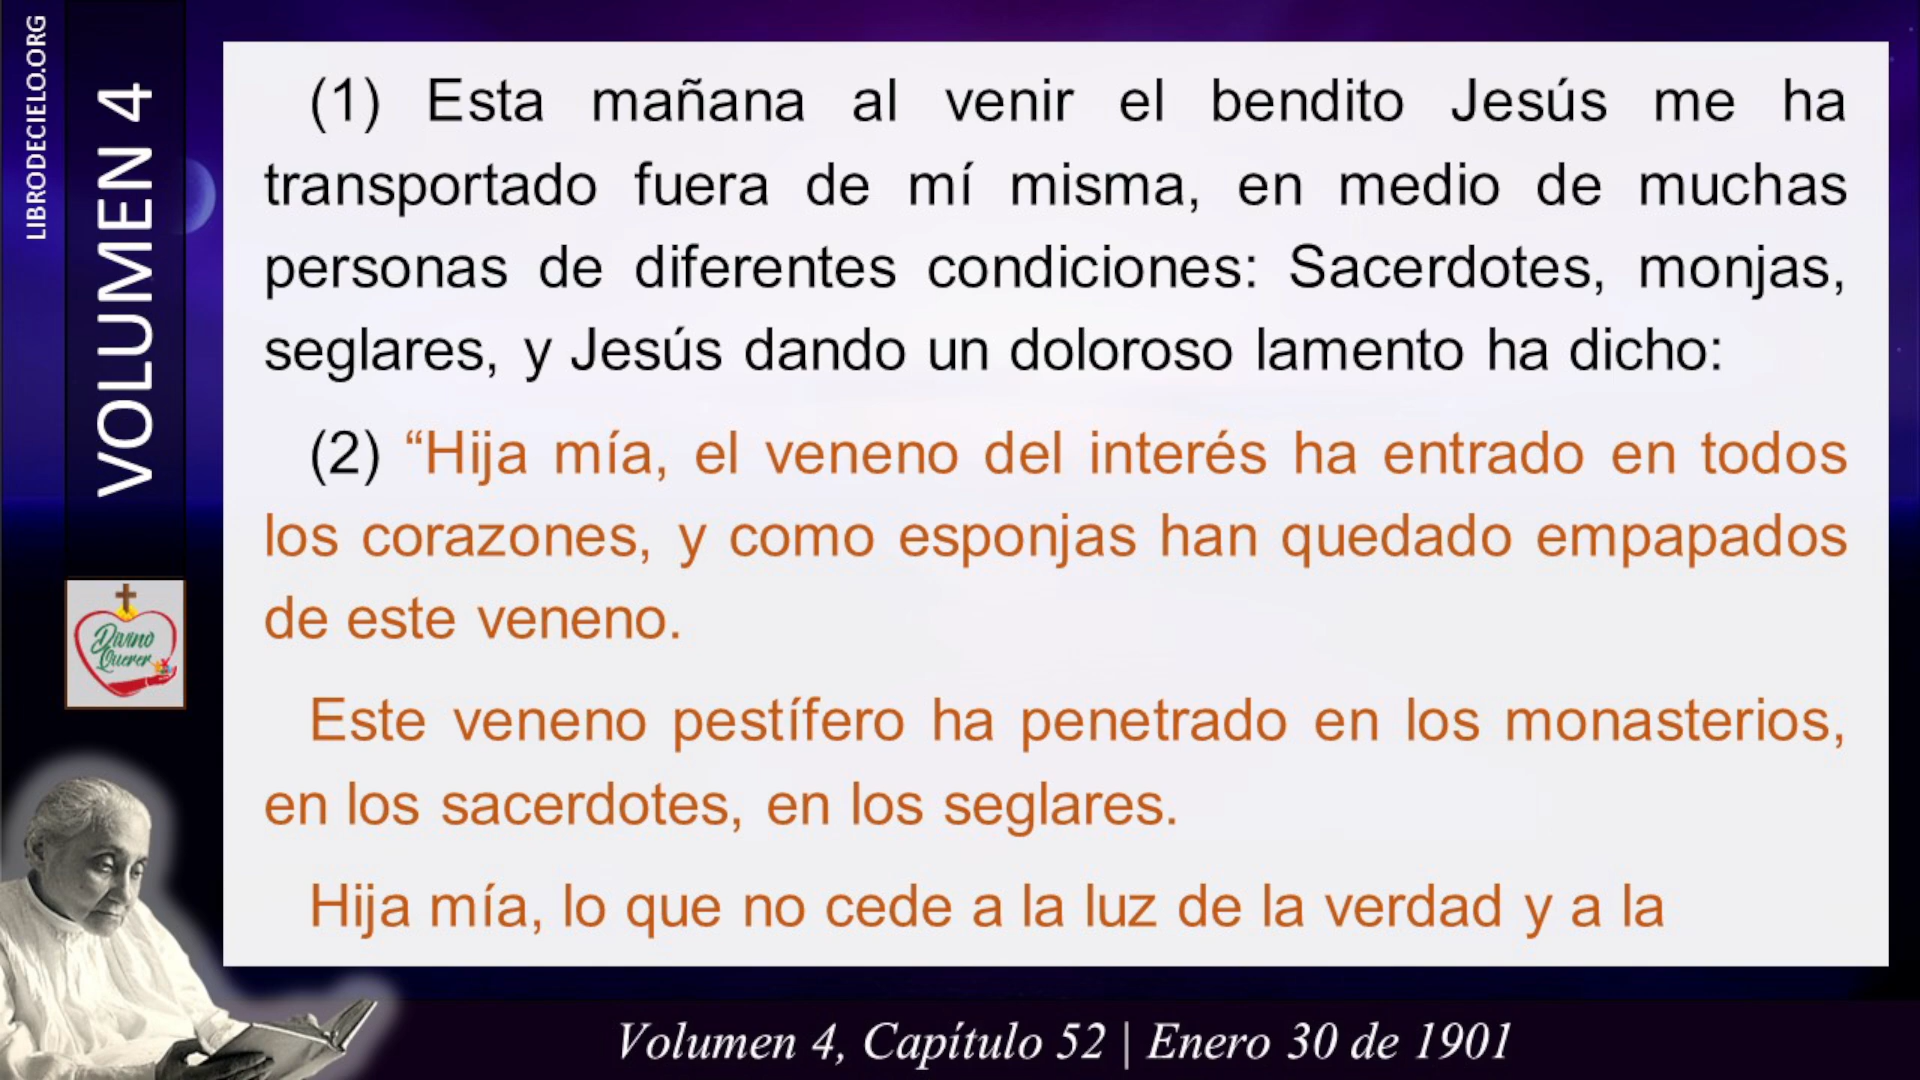 LIBRODECIELO.ORG
VOLUMEN 4
Divino
Querer
(1) Esta mañana al venir el bendito Jesús me ha
transportado fuera de mí misma, en medio de muchas
personas de diferentes condiciones: Sacerdotes, monjas,
seglares, y Jesús dando un doloroso lamento ha dicho:
(2) “Hija mía, el veneno del interés ha entrado en todos
los corazones, y como esponjas han quedado empapados
de este veneno.
Este veneno pestífero ha penetrado en los monasterios,
en los sacerdotes, en los seglares.
Hija mía, lo que no cede a la luz de la verdad y a la
Volumen 4, Capítulo 52 | Enero 30 de 1901